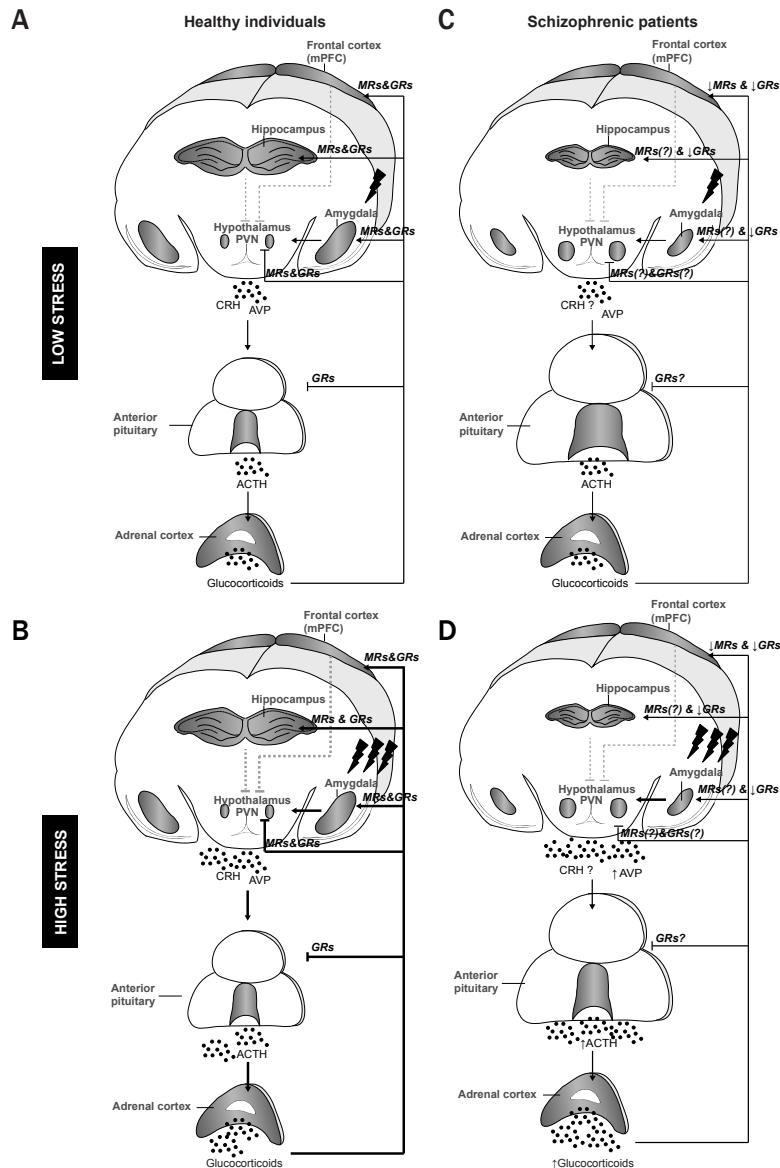 A
Healthy individuals
Frontal cortex
(mPFC)
MRs&GRs
Hippocampus
MRs&GRs
Amygdala
MRs&GRs
Hypothalamus
PVN
MRs&GRs
CRH
AVP
GRs
Anterior
pituitary
ACTH
Adrenal cortex
Glucocorticoids
LOW STRESS
C
Schizophrenic patients
Frontal cortex
(mPFC)
↓MRs & ↓GRs
Hippocampus
MRs(?) & ↓GRs
Amygdala
MRs(?) & ↓GRs
Hypothalamus
PVN
MRs(?)&GRs(?)
CRH ?
AVP
GRs?
Anterior
pituitary
ACTH
Adrenal cortex
Glucocorticoids
B
Frontal cortex
(mPFC)
MRs&GRs
Hippocampus
MRs & GRs
Amygdala
MRs&GRs
Hypothalamus
PVN
MRs&GRs
CRH
AVP
GRs
Anterior
pituitary
ACTH
Adrenal cortex
Glucocorticoids
HIGH STRESS
D
Frontal cortex
(mPFC)
↓MRs & ↓GRs
Hippocampus
MRs(?) & ↓GRs
Amygdala
MRs(?) & ↓GRs
Hypothalamus
PVN
MRs(?)&GRs(?)
CRH ?
↑AVP
GRs?
Anterior
pituitary
↑ACTH
Adrenal cortex
↑Glucocorticoids